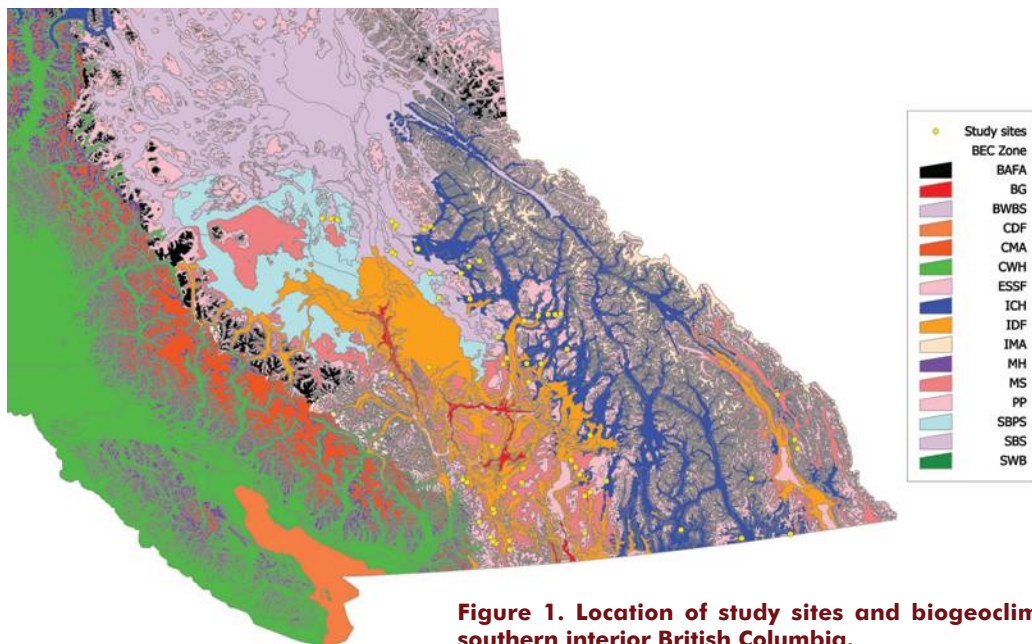 Study sites
BEC Zone
BAFA
BG
BWBS
CDF
CMA
CWH
ESSF
ICH
IDF
IMA
MH
MS
PP
SBPS
SBS
SWB
Figure 1. Location of study sites and biogeoclim
southern interior British Columbia.